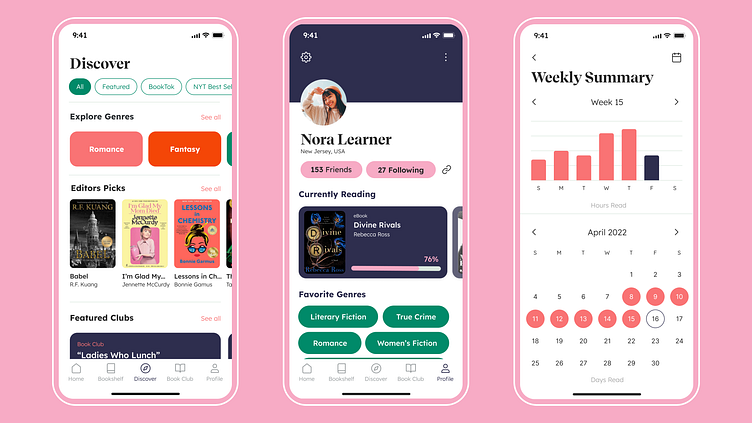 9:41
Discover
All
Featured
BookTok
NYT Best Sel
Explore Genres
See all
Romance
Fantasy
Editors Picks
See all
R.F. KUANG
BABEL
I'm Glad My
Mom Died
Jennette
McCurdy
LESSONS
in
CHEMISTRY
BONNIE GARMUS
Babel
R.F. Kuang
I'm Glad My...
Jennette McCurdy
Lessons in Ch...
Bonnie Garmus
Featured Clubs
See all
Book Club
"Ladies Who Lunch"
Home
Bookshelf
Discover
Book Club
Profile
9:41
Nora Learner
New Jersey, USA
153 Friends
27 Following
Currently Reading
Divine
Rivals
Rebecca Ross
eBook
Divine Rivals
Rebecca Ross
76%
Favorite Genres
Literary Fiction
True Crime
Romance
Women's Fiction
Home
Bookshelf
Discover
Book Club
Profile
9:41
Weekly Summary
Week 15
S M T W T F S
Hours Read
April 2022
S M T W T F S
1 2 3
4 5 6 7 8 9 10
11 12 13 14 15 16 17
18 19 20 21 22 23 24
25 26 27 28 29 30
Days Read